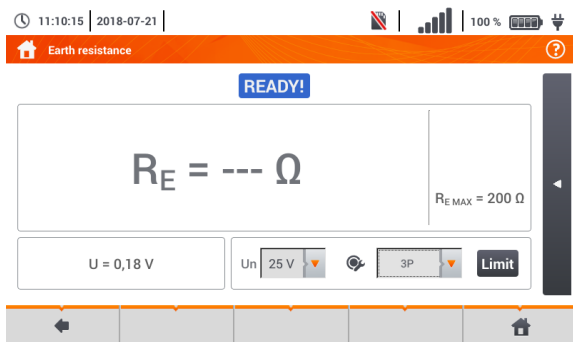 11:10:15 2018-07-21 100 %
Earth resistance ?
READY!
RE = --- Ω
RE MAX = 200 Ω
U = 0,18 V
Un 25 V 3P Limit